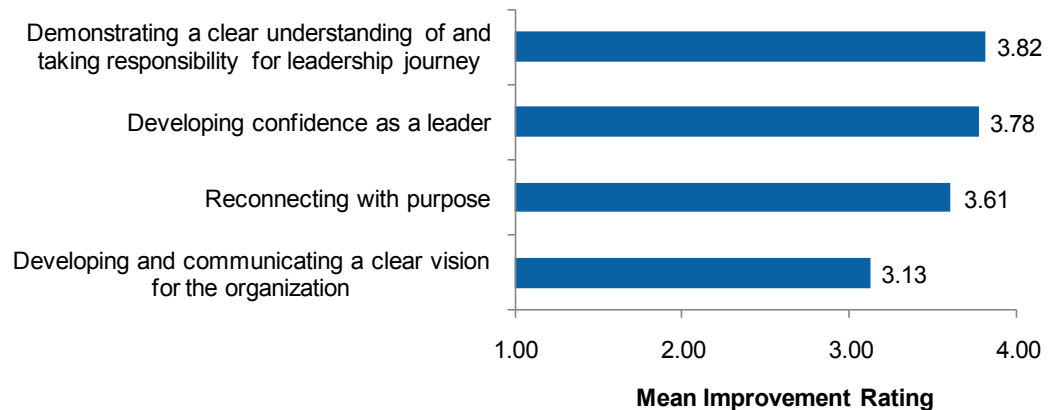 Demonstrating a clear understanding of and
taking responsibility for leadership journey
3.82
Developing confidence as a leader
3.78
Reconnecting with purpose
3.61
Developing and communicating a clear vision
for the organization
3.13
1.00 2.00 3.00 4.00
Mean Improvement Rating